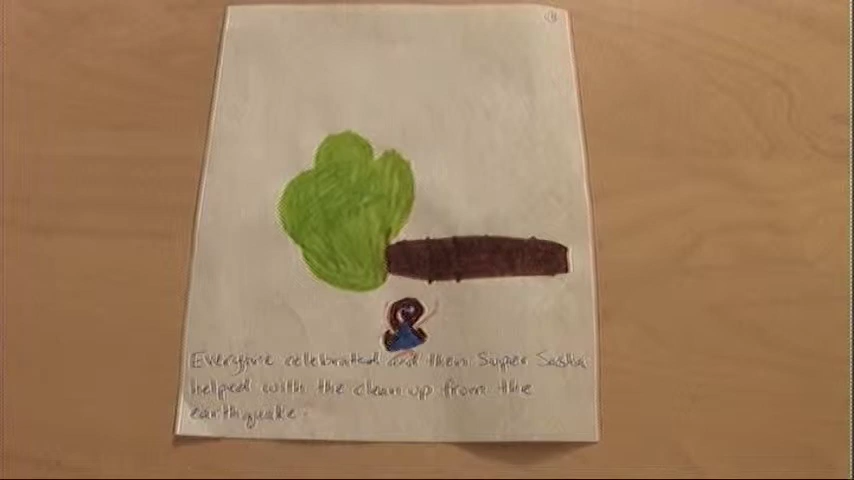 Everyone celebrated and then Super Sasha
helped with the clean up from the
earthquake.